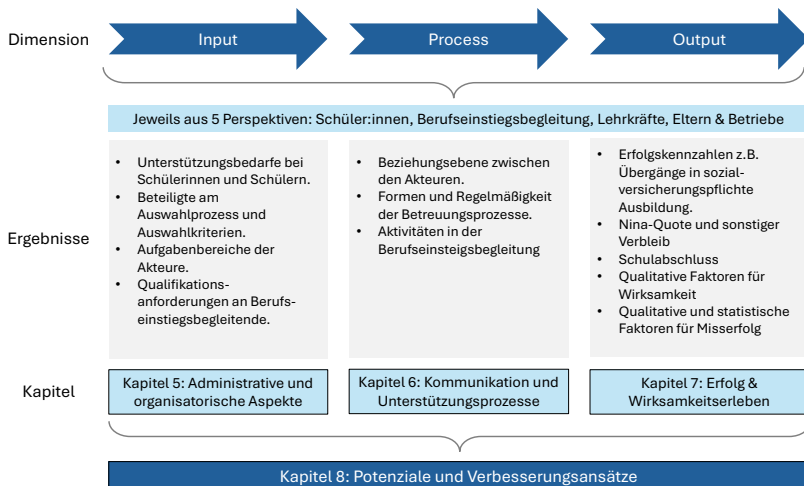 Dimension
Input
Process
Output
Jeweils aus 5 Perspektiven: Schüler:innen, Berufseinstiegsbegleitung, Lehrkräfte, Eltern & Betriebe
Ergebnisse
• Unterstützungsbedarfe bei
Schülerinnen und Schülern.
• Beteiligte am
Auswahlprozess und
Auswahlkriterien.
• Aufgabenbereiche der
Akteure.
• Qualifikations-
anforderungen an Berufs-
einstiegsbegleitende.
• Beziehungsebene zwischen
den Akteuren.
• Formen und Regelmäßigkeit
der Betreuungsprozesse.
• Aktivitäten in der
Berufseinsteigsbegleitung
• Erfolgskennzahlen z.B.
Übergänge in sozial-
versicherungspflichte
Ausbildung.
• Nina-Quote und sonstiger
Verbleib
• Schulabschluss
• Qualitative Faktoren für
Wirksamkeit
• Qualitative und statistische
Faktoren für Misserfolg
Kapitel
Kapitel 5: Administrative und
organisatorische Aspekte
Kapitel 6: Kommunikation und
Unterstützungsprozesse
Kapitel 7: Erfolg &
Wirksamkeitserleben
Kapitel 8: Potenziale und Verbesserungsansätze